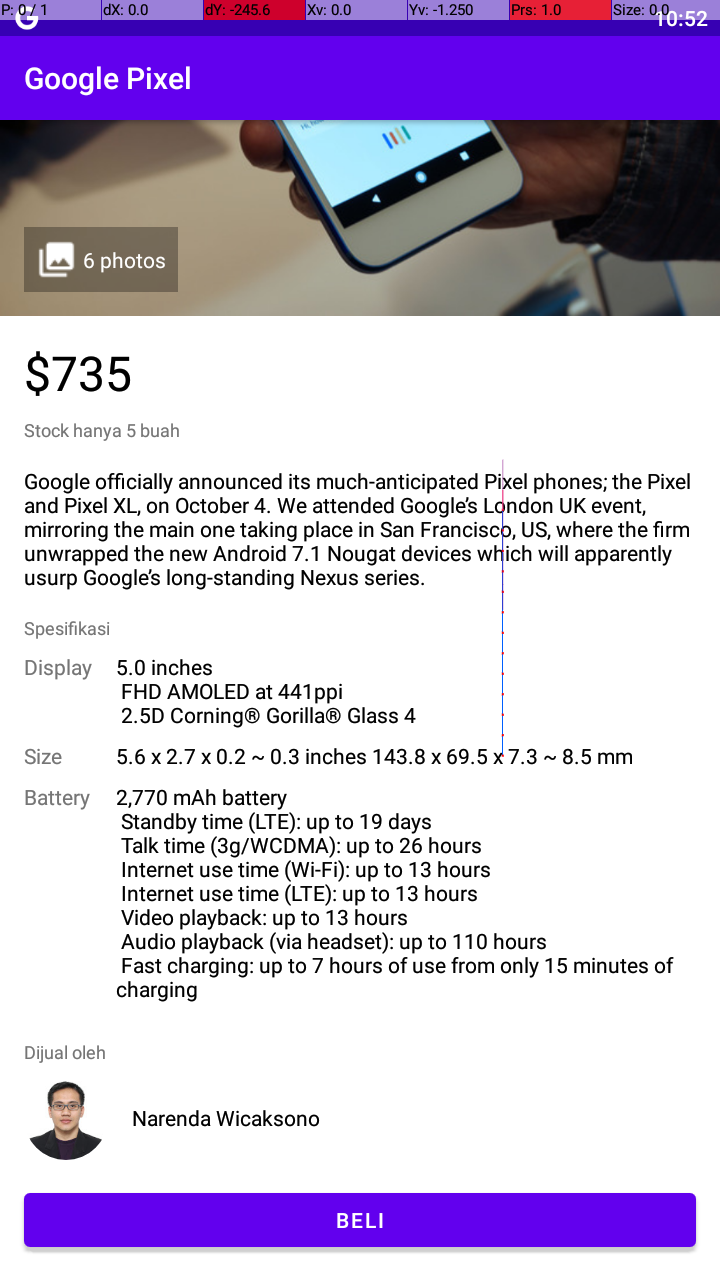 P: 0 / 1 dX: 0.0 dY: -245.6 Xv: 0.0 Yv: -1.250 Prs: 1.0 Size: 0.0
G 10:52
Google Pixel
6 photos
$735
Stock hanya 5 buah
Google officially announced its much-anticipated Pixel phones; the Pixel
and Pixel XL, on October 4. We attended Google’s London UK event,
mirroring the main one taking place in San Francisco, US, where the firm
unwrapped the new Android 7.1 Nougat devices which will apparently
usurp Google’s long-standing Nexus series.
Spesifikasi
Display 5.0 inches
FHD AMOLED at 441ppi
2.5D Corning® Gorilla® Glass 4
Size 5.6 x 2.7 x 0.2 ~ 0.3 inches 143.8 x 69.5 x 7.3 ~ 8.5 mm
Battery 2,770 mAh battery
Standby time (LTE): up to 19 days
Talk time (3g/WCDMA): up to 26 hours
Internet use time (Wi-Fi): up to 13 hours
Internet use time (LTE): up to 13 hours
Video playback: up to 13 hours
Audio playback (via headset): up to 110 hours
Fast charging: up to 7 hours of use from only 15 minutes of
charging
Dijual oleh
Narenda Wicaksono
BELI